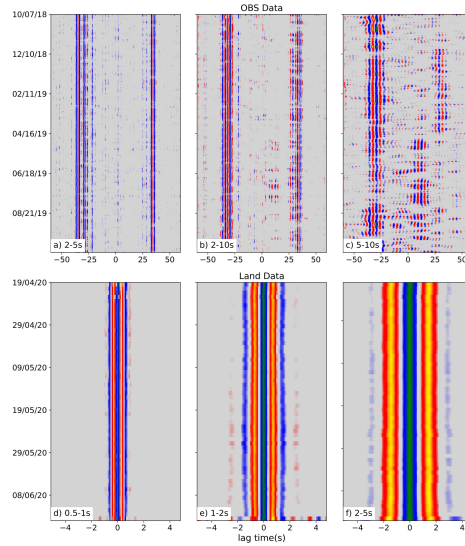 OBS Data
10/07/18
12/10/18
02/11/19
04/16/19
06/18/19
08/21/19
a) 2-5s
b) 2-10s
c) 5-10s
−50 −25 0 25 50
−50 −25 0 25 50
−50 −25 0 25 50
Land Data
19/04/20
29/04/20
09/05/20
19/05/20
29/05/20
08/06/20
d) 0.5-1s
e) 1-2s
f) 2-5s
−4 −2 0 2 4
−4 −2 0 2 4
−4 −2 0 2 4
lag time(s)